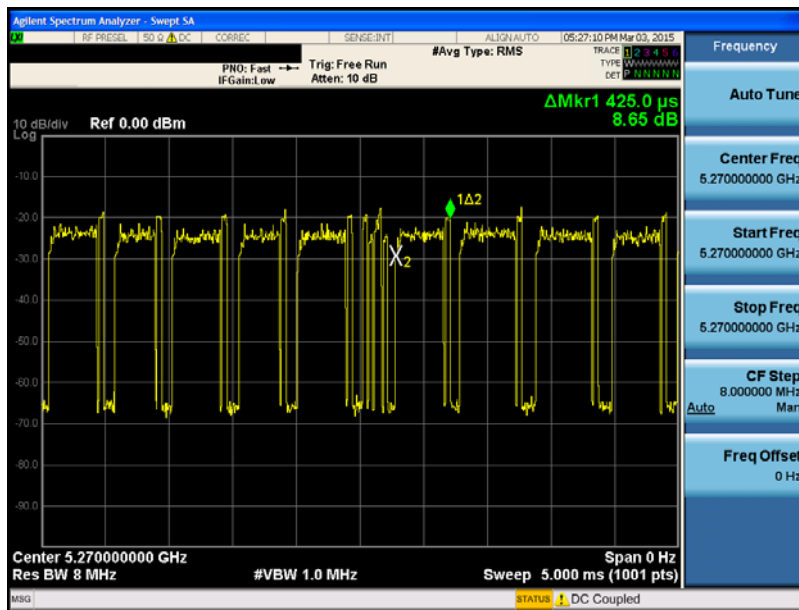 Agilent Spectrum Analyzer - Swept SA
RF PRESEL 50 Ω DC CORREC SENSE:INT ALIGN AUTO 05:27:10 PM Mar 03, 2015
Frequency
#Avg Type: RMS
TRACE 1 2 3 4 5 6
PNO: Fast Trig: Free Run
TYPE WWWWWW
IFGain:Low Atten: 10 dB
DET P N N N N N
Auto Tune
ΔMkr1 425.0 µs
8.65 dB
10 dB/div Ref 0.00 dBm
Log
-10.0
-20.0
-30.0
-40.0
-50.0
-60.0
-70.0
-80.0
-90.0
1Δ2
X2
Center Freq
5.270000000 GHz
Start Freq
5.270000000 GHz
Stop Freq
5.270000000 GHz
CF Step
8.000000 MHz
Auto Man
Freq Offset
0 Hz
Center 5.270000000 GHz Span 0 Hz
Res BW 8 MHz #VBW 1.0 MHz Sweep 5.000 ms (1001 pts)
MSG STATUS DC Coupled